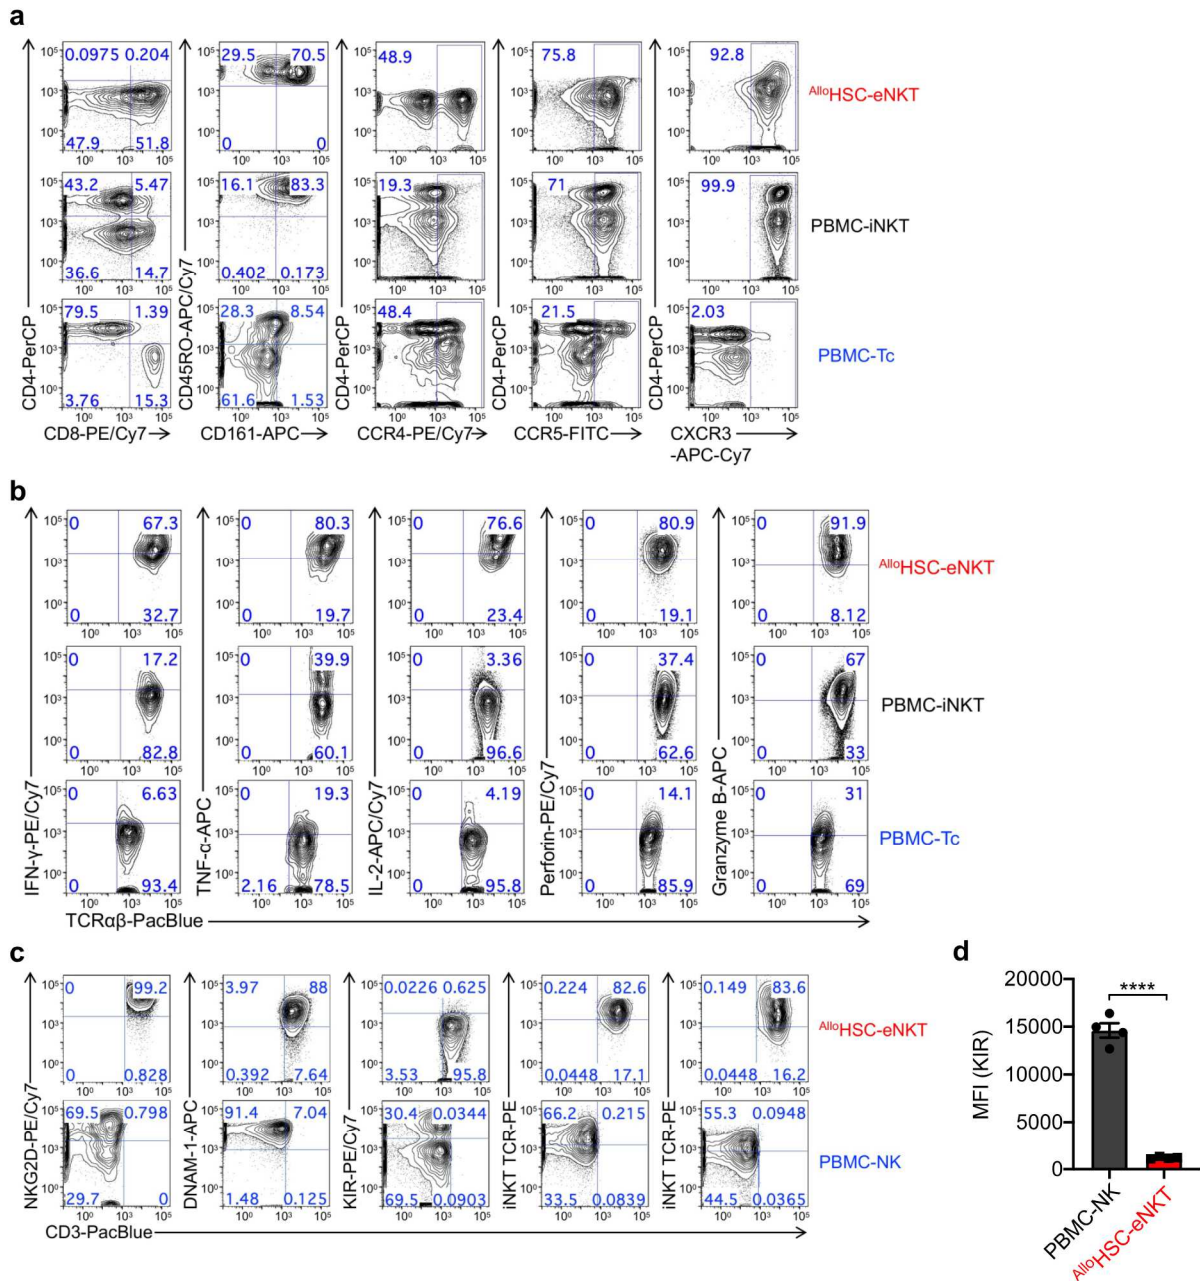 a
10⁵ 10³ 10⁰
0.0975 0.204
47.9 51.8
29.5 70.5
0 0
48.9
75.8
92.8
AlloHSC-eNKT
10⁰ 10³ 10⁵
43.2 5.47
36.6 14.7
16.1 83.3
0.402 0.173
19.3
71
99.9
PBMC-iNKT
79.5 1.39
3.76 15.3
28.3 8.54
61.6 1.53
48.4
21.5
2.03
PBMC-Tc
CD4-PerCP
CD45RO-APC/Cy7
CD4-PerCP
CD4-PerCP
CD4-PerCP
CD8-PE/Cy7
CD161-APC
CCR4-PE/Cy7
CCR5-FITC
CXCR3
-APC-Cy7
b
0 67.3
0 32.7
0 80.3
0 19.7
0 76.6
0 23.4
0 80.9
0 19.1
0 91.9
0 8.12
AlloHSC-eNKT
0 17.2
0 82.8
0 39.9
0 60.1
0 3.36
0 96.6
0 37.4
0 62.6
0 67
0 33
PBMC-iNKT
0 6.63
0 93.4
0 19.3
2.16 78.5
0 4.19
0 95.8
0 14.1
0 85.9
0 31
0 69
PBMC-Tc
IFN-γ-PE/Cy7
TNF-α-APC
IL-2-APC/Cy7
Perforin-PE/Cy7
Granzyme B-APC
TCRαβ-PacBlue
c
0 99.2
0 0.828
3.97 88
0.392 7.64
0.0226 0.625
3.53 95.8
0.224 82.6
0.0448 17.1
0.149 83.6
0.0448 16.2
AlloHSC-eNKT
69.5 0.798
29.7 0
91.4 7.04
1.48 0.125
30.4 0.0344
69.5 0.0903
66.2 0.215
33.5 0.0839
55.3 0.0948
44.5 0.0365
PBMC-NK
NKG2D-PE/Cy7
DNAM-1-APC
KIR-PE/Cy7
iNKT TCR-PE
iNKT TCR-PE
CD3-PacBlue
d
20000
15000
10000
5000
0
MFI (KIR)
****
PBMC-NK
AlloHSC-eNKT